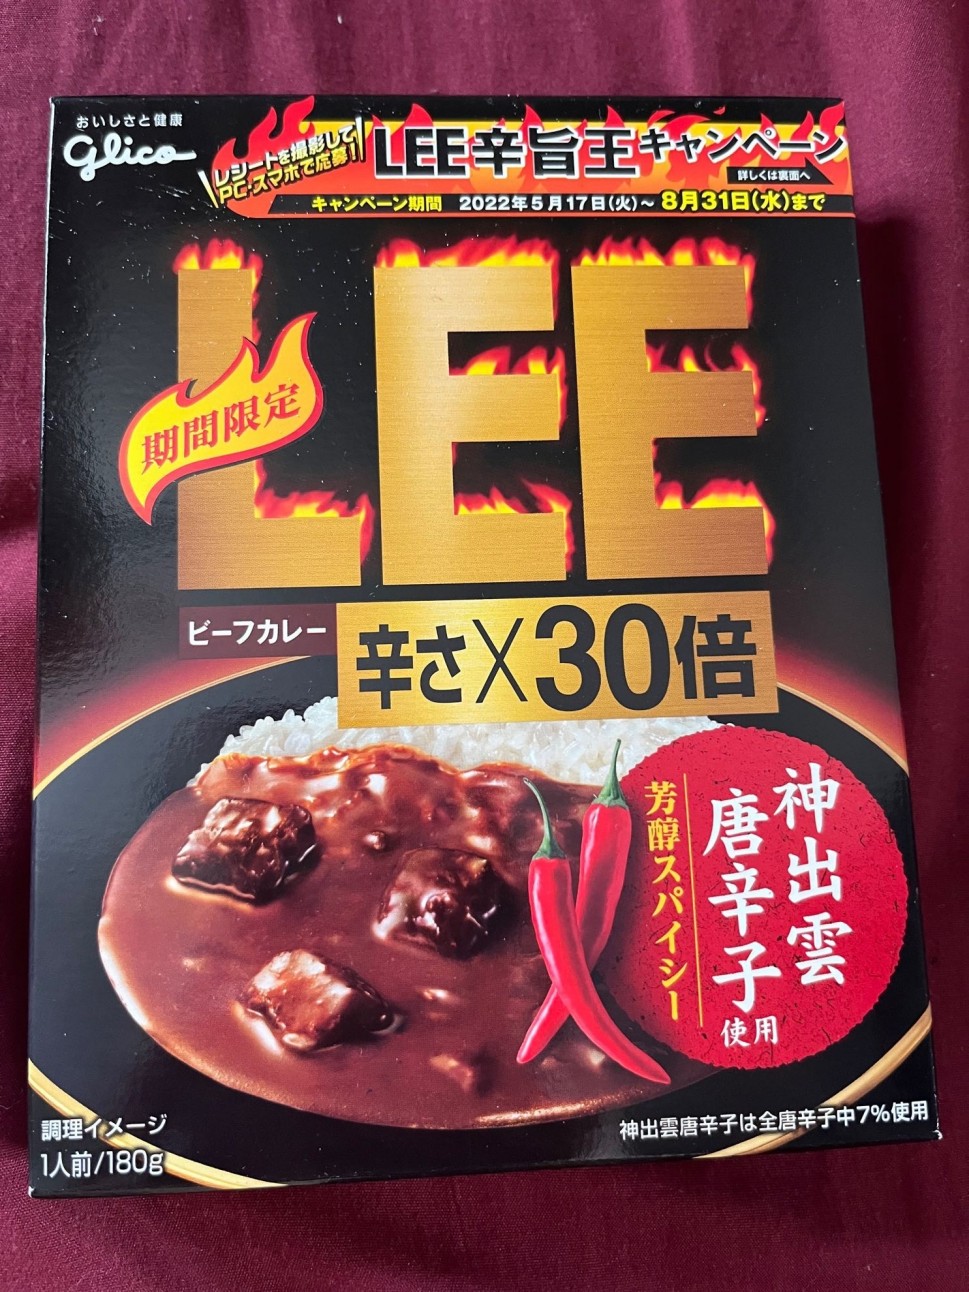 おいしさと健康
glico
レシートを撮影して
PC・スマホで応募!
LEE辛旨王キャンペーン
詳しくは裏面へ
キャンペーン期間 2022年5月17日(火)～8月31日(水)まで
LEE
期間限定
ビーフカレー
辛さ×30倍
神出雲
唐辛子使用
芳醇スパイシー
調理イメージ
1人前/180g
神出雲唐辛子は全唐辛子中7%使用